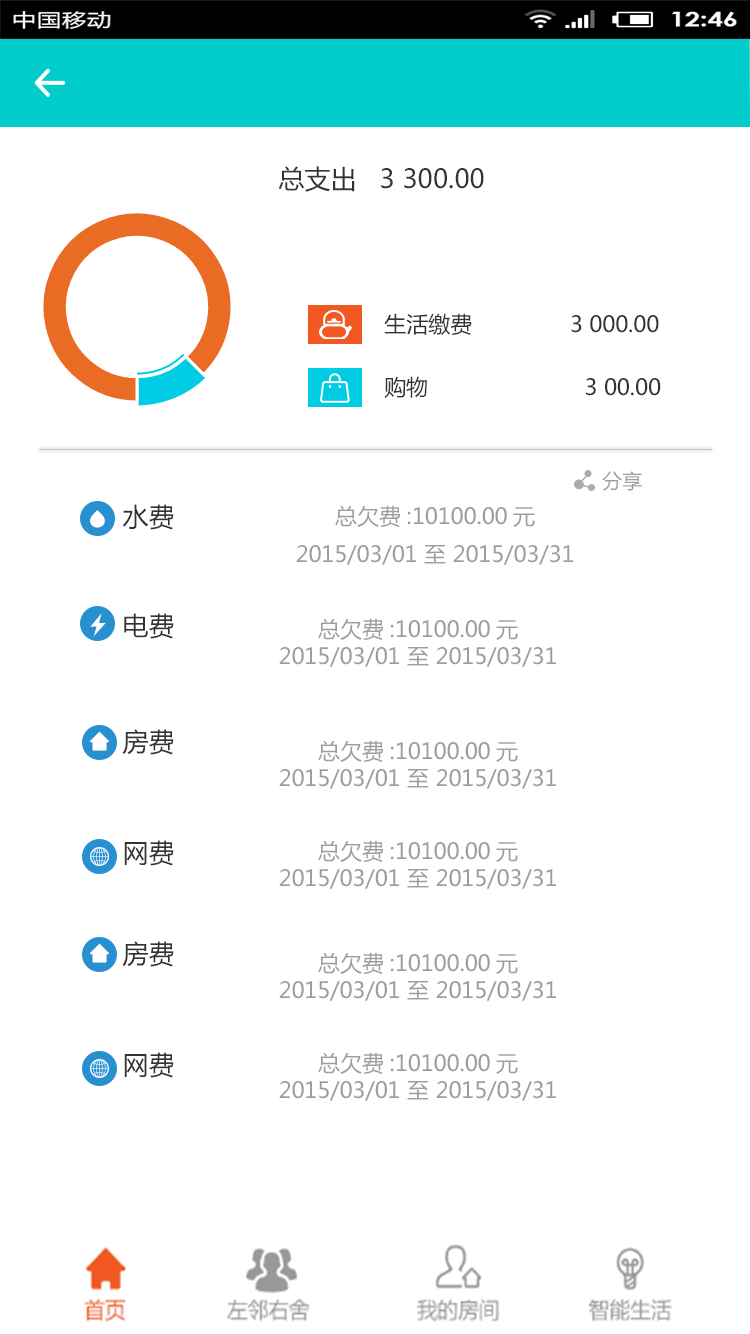 中国移动 12:46
总支出 3 300.00
生活缴费 3 000.00
购物 3 00.00
分享
水费 总欠费:10100.00 元
2015/03/01 至 2015/03/31
电费 总欠费:10100.00 元
2015/03/01 至 2015/03/31
房费 总欠费:10100.00 元
2015/03/01 至 2015/03/31
网费 总欠费:10100.00 元
2015/03/01 至 2015/03/31
房费 总欠费:10100.00 元
2015/03/01 至 2015/03/31
网费 总欠费:10100.00 元
2015/03/01 至 2015/03/31
首页 左邻右舍 我的房间 智能生活